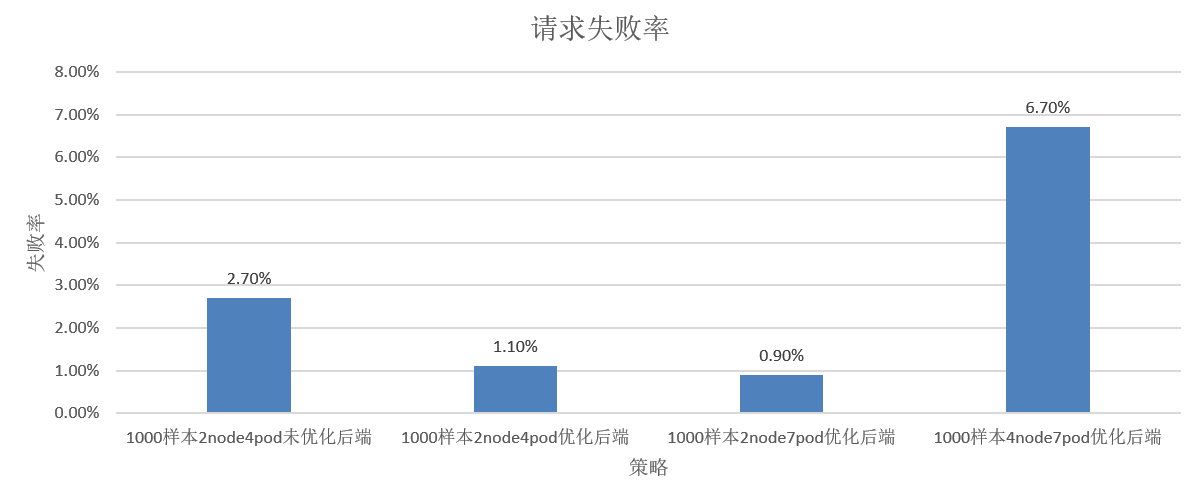 请求失败率
8.00%
7.00%
6.00%
5.00%
4.00%
3.00%
2.00%
1.00%
0.00%
失败率
2.70%
1.10%
0.90%
6.70%
1000样本2node4pod未优化后端
1000样本2node4pod优化后端
1000样本2node7pod优化后端
1000样本4node7pod优化后端
策略